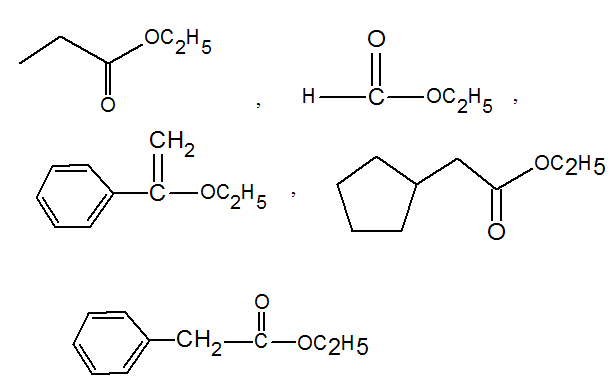 OC2H5
O
,
O
H C OC2H5 ,
CH2
C OC2H5 ,
OC2H5
O
O
CH2 C OC2H5